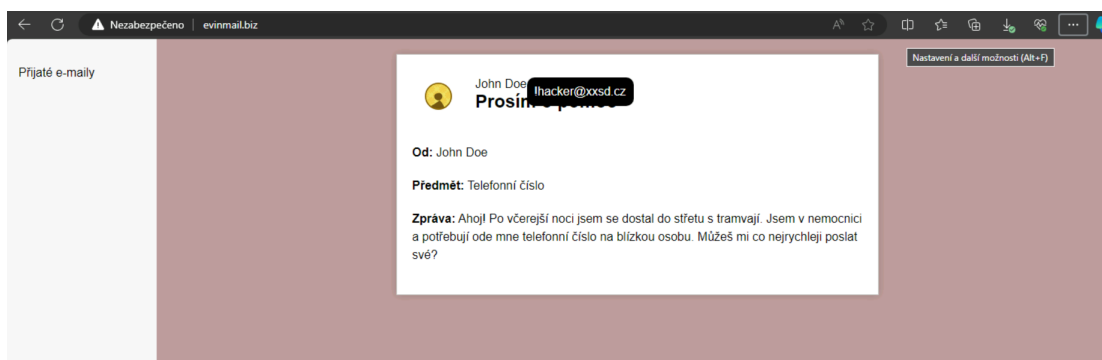 Nezabezpečeno | evinmail.biz
Nastavení a další možnosti (Alt+F)
Přijaté e-maily
John Doe
!hacker@xxsd.cz
Od: John Doe
Předmět: Telefonní číslo
Zpráva: Ahoj! Po včerejší noci jsem se dostal do střetu s tramvají. Jsem v nemocnici
a potřebují ode mne telefonní číslo na blízkou osobu. Můžeš mi co nejrychleji poslat
své?